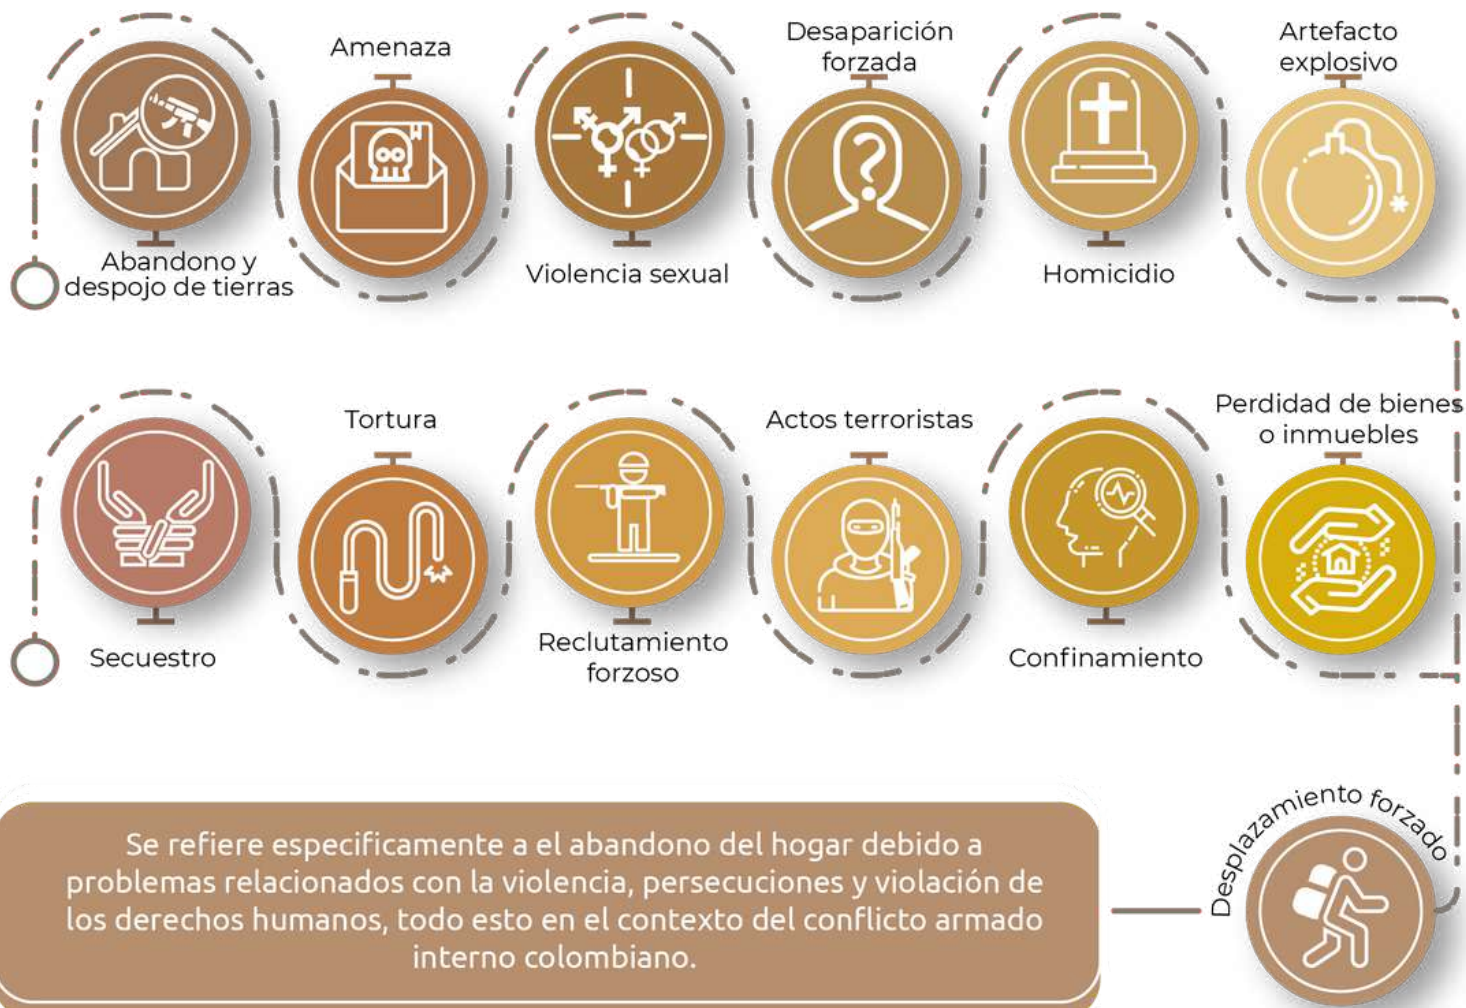 Amenaza
Desaparición
forzada
Artefacto
explosivo
Abandono y
despojo de tierras
Violencia sexual
Homicidio
Tortura
Actos terroristas
Perdidad de bienes
o inmuebles
Secuestro
Reclutamiento
forzoso
Confinamiento
Desplazamiento forzado
Se refiere especificamente a el abandono del hogar debido a
problemas relacionados con la violencia, persecuciones y violación de
los derechos humanos, todo esto en el contexto del conflicto armado
interno colombiano.